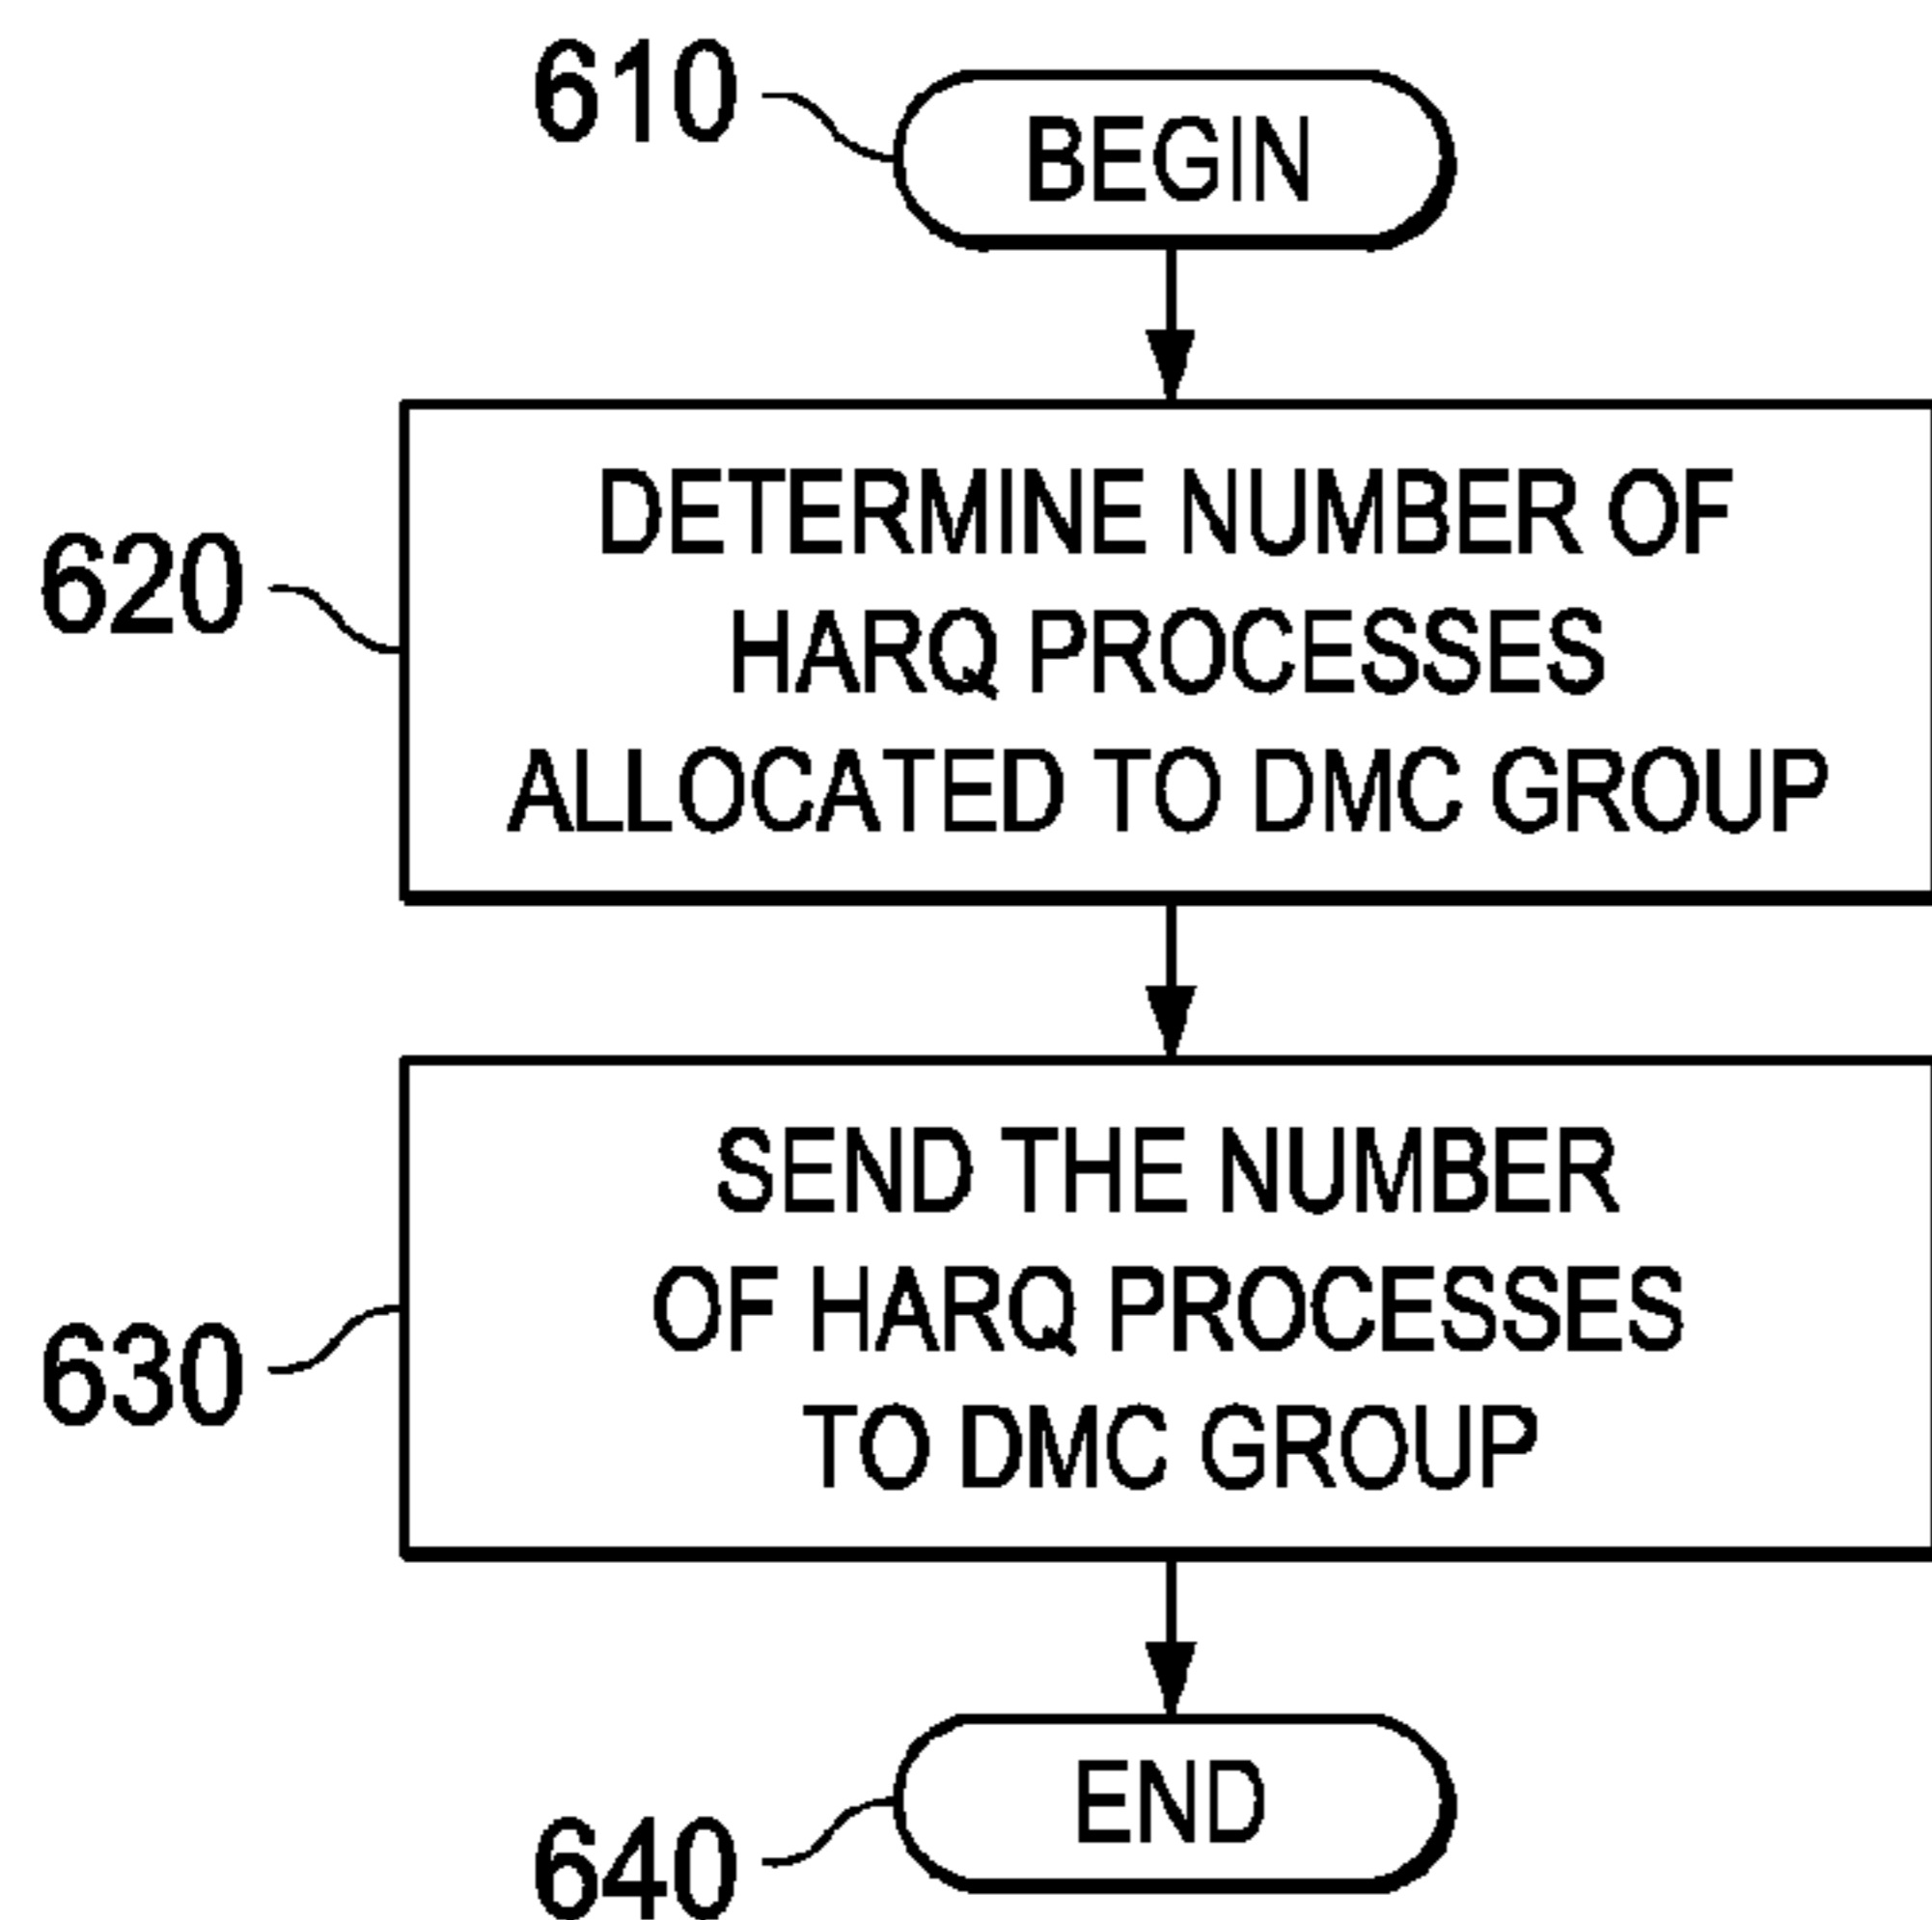 610
BEGIN
620
DETERMINE NUMBER OF
HARQ PROCESSES
ALLOCATED TO DMC GROUP
630
SEND THE NUMBER
OF HARQ PROCESSES
TO DMC GROUP
640
END